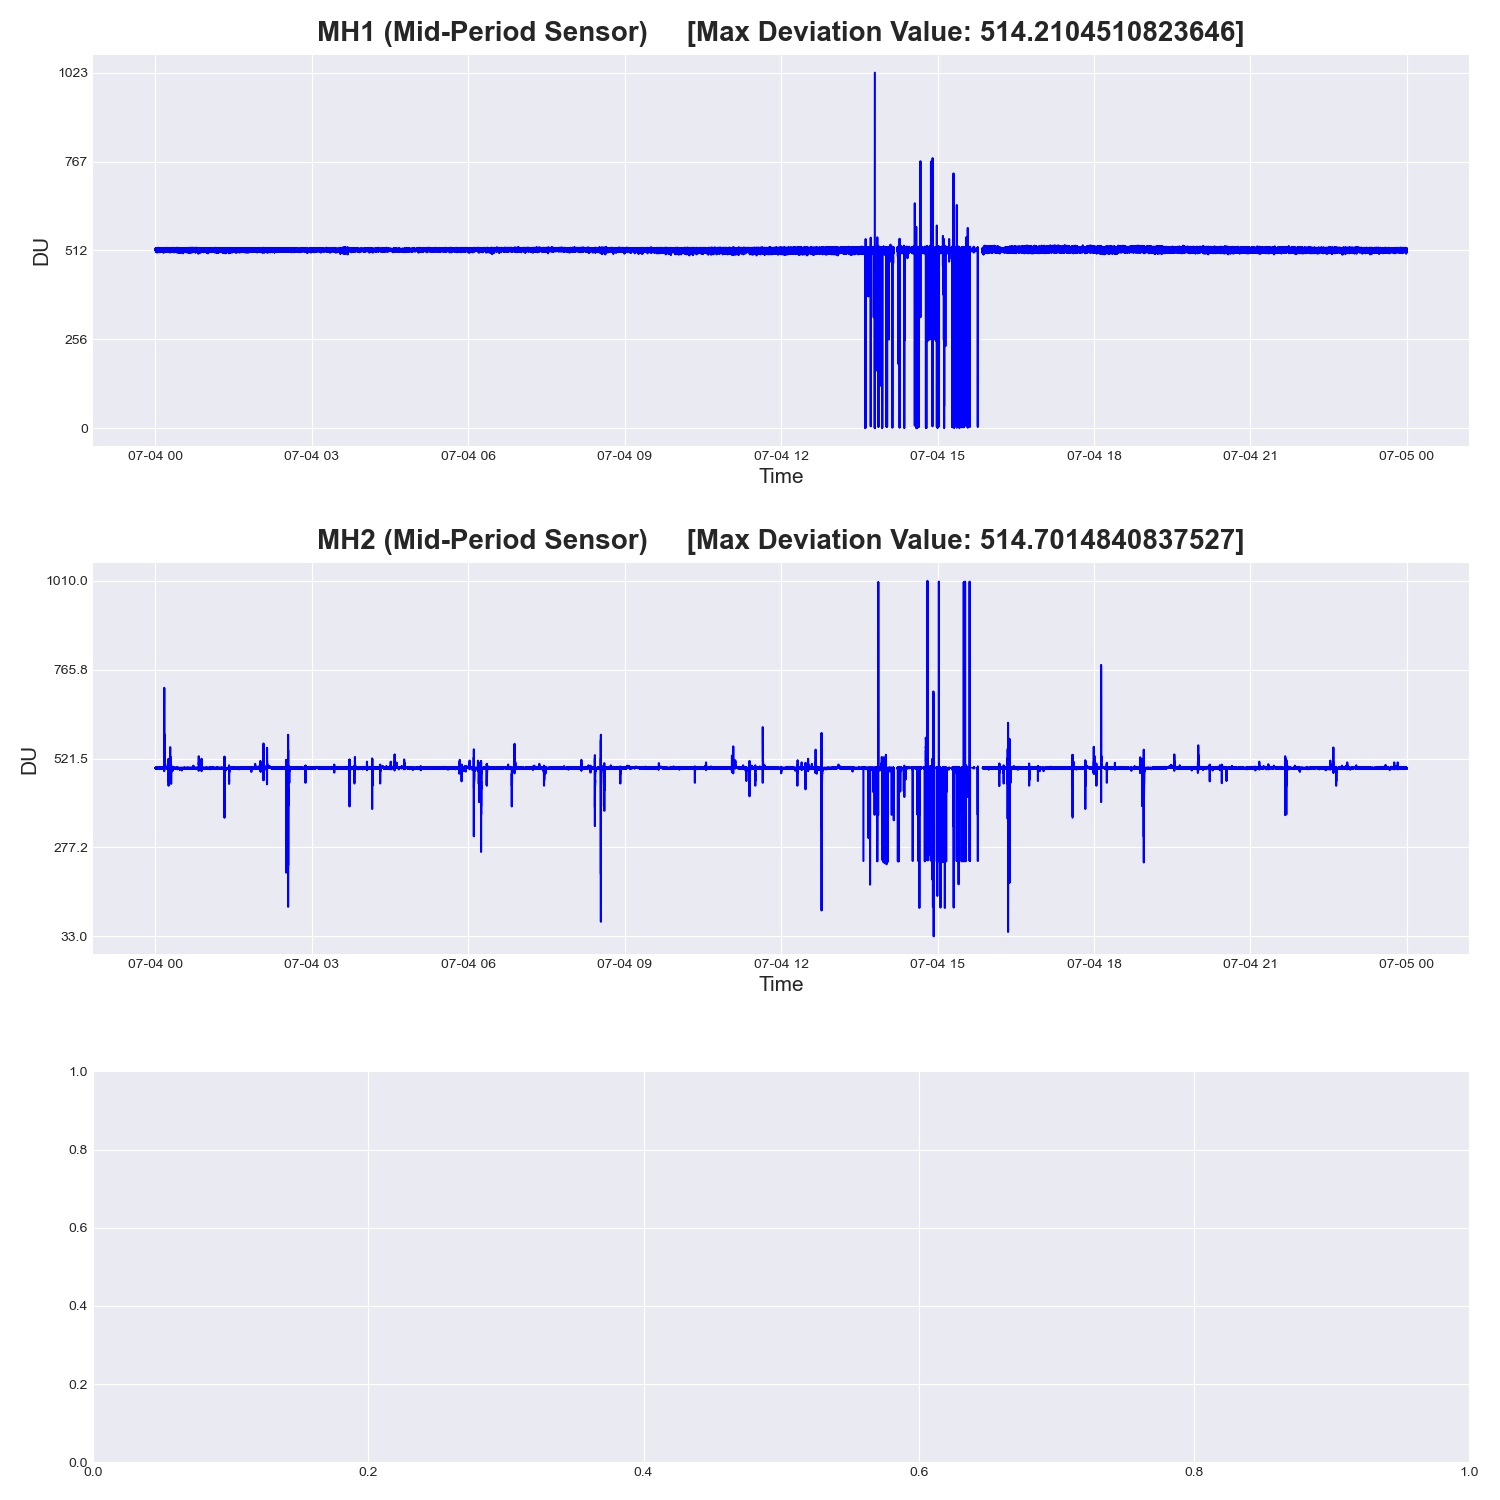 MH1 (Mid-Period Sensor) [Max Deviation Value: 514.2104510823646]
1023
767
512
256
0
DU
07-04 00 07-04 03 07-04 06 07-04 09 07-04 12 07-04 15 07-04 18 07-04 21 07-05 00
Time
MH2 (Mid-Period Sensor) [Max Deviation Value: 514.7014840837527]
1010.0
765.8
521.5
277.2
33.0
DU
07-04 00 07-04 03 07-04 06 07-04 09 07-04 12 07-04 15 07-04 18 07-04 21 07-05 00
Time
1.0
0.8
0.6
0.4
0.2
0.0
0.0 0.2 0.4 0.6 0.8 1.0